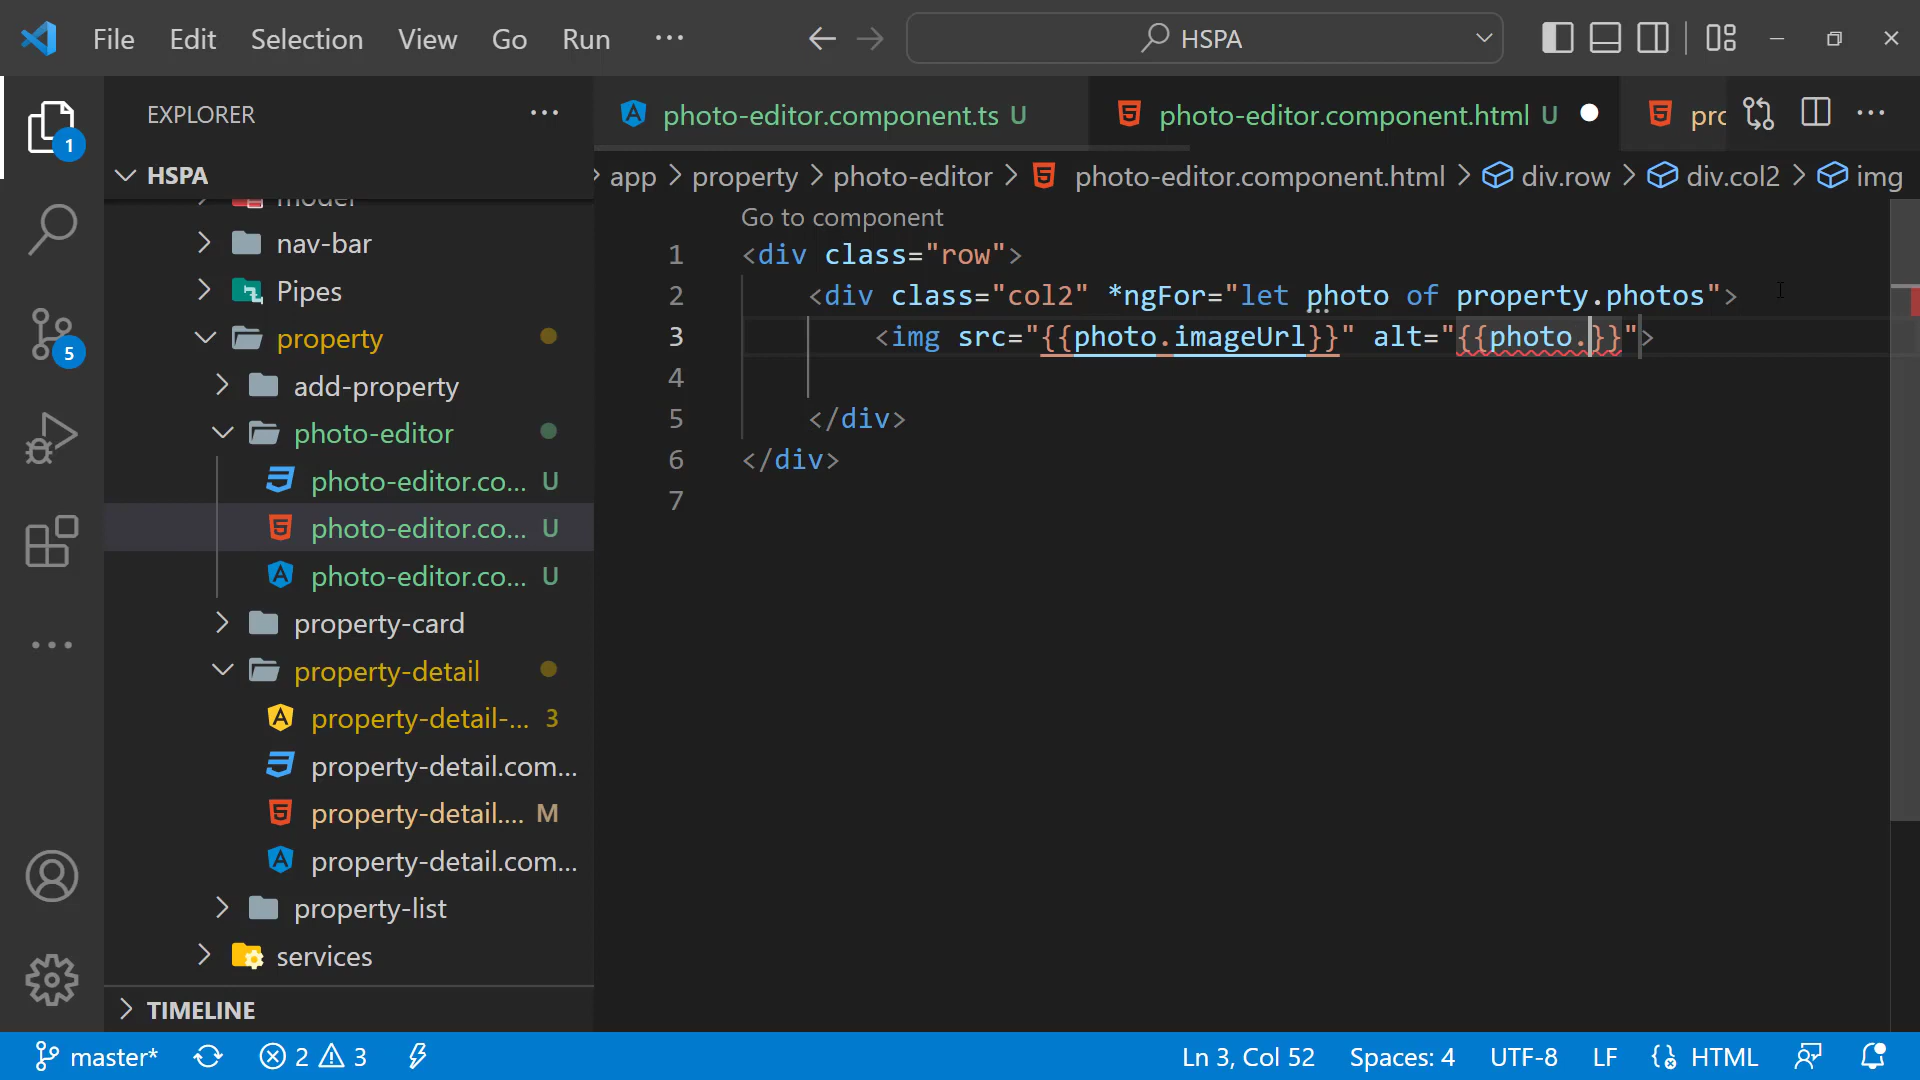 File Edit Selection View Go Run ...
HSPA
EXPLORER ...
photo-editor.component.ts U
photo-editor.component.html U
pro
...
HSPA
app > property > photo-editor > photo-editor.component.html > div.row > div.col2 > img
Go to component
model
nav-bar
Pipes
property
add-property
photo-editor
photo-editor.co... U
photo-editor.co... U
photo-editor.co... U
property-card
property-detail
property-detail-... 3
property-detail.com...
property-detail.... M
property-detail.com...
property-list
services
TIMELINE
1
5
1 <div class="row">
2 <div class="col2" *ngFor="let photo of property.photos">
3 <img src="{{photo.imageUrl}}" alt="{{photo.}}">
4
5 </div>
6 </div>
7
master* 2 3
Ln 3, Col 52 Spaces: 4 UTF-8 LF HTML